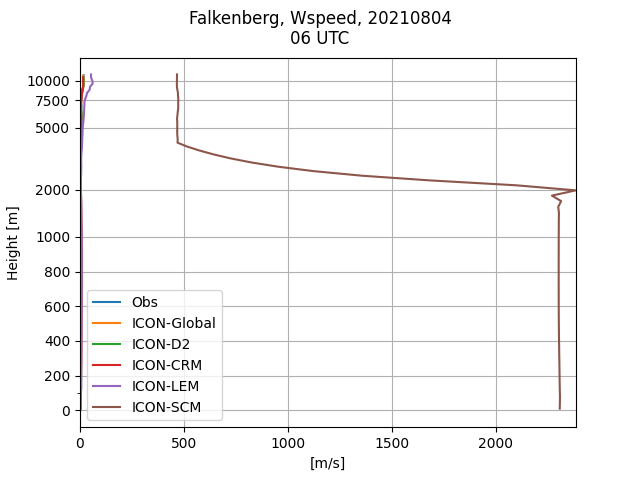 Falkenberg, Wspeed, 20210804
06 UTC
Height [m]
10000
7500
5000
2000
1000
800
600
400
200
0
Obs
ICON-Global
ICON-D2
ICON-CRM
ICON-LEM
ICON-SCM
0 500 1000 1500 2000
[m/s]